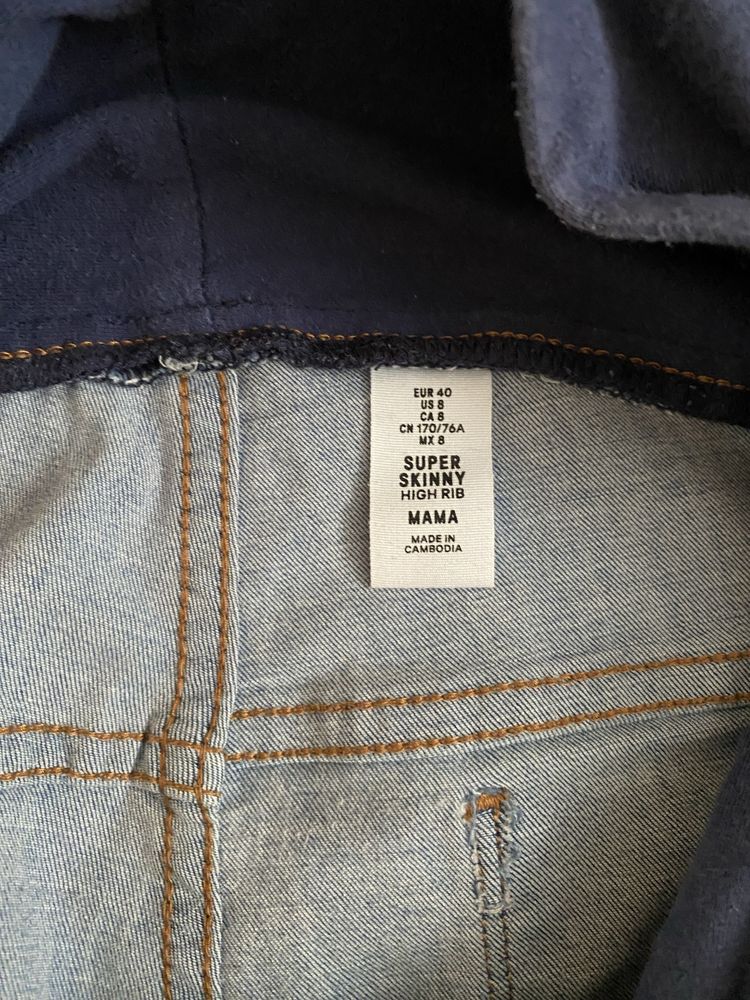 EUR 40
US 8
CA 8
CN 170/76A
MX 8
SUPER
SKINNY
HIGH RIB
MAMA
MADE IN
CAMBODIA